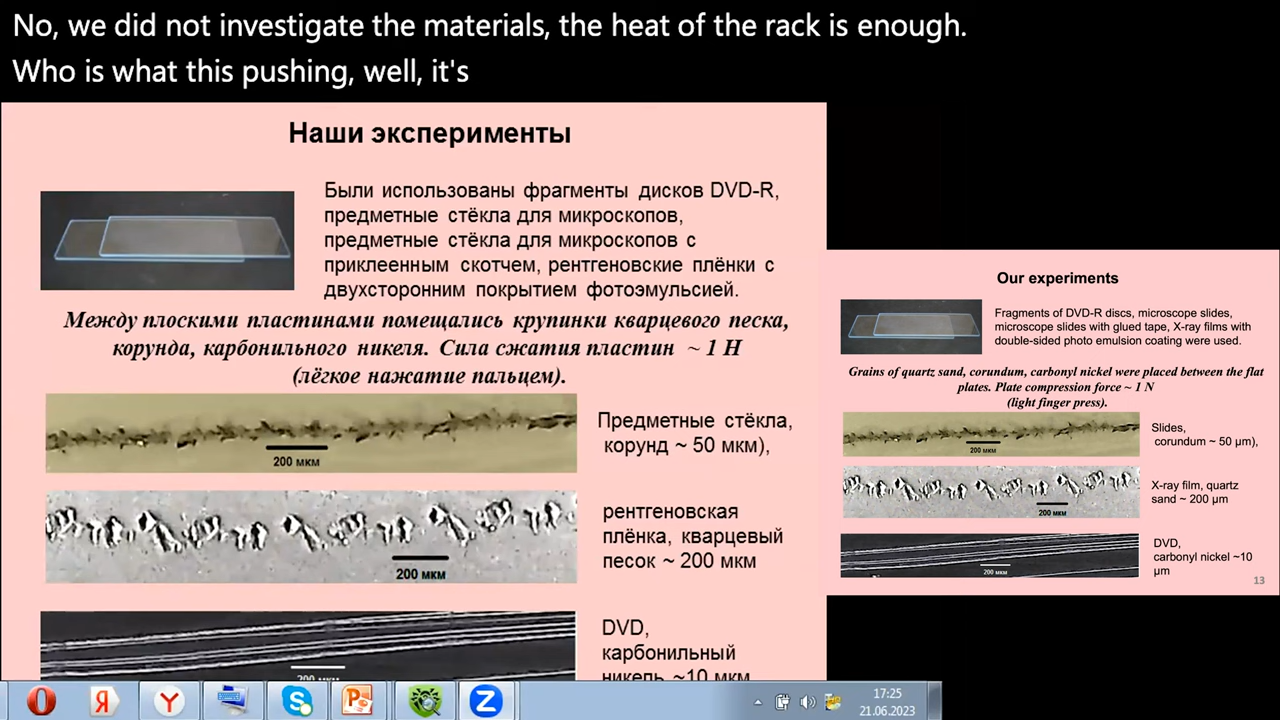 No, we did not investigate the materials, the heat of the rack is enough.
Who is what this pushing, well, it's
Наши эксперименты
Были использованы фрагменты дисков DVD-R,
предметные стёкла для микроскопов,
предметные стёкла для микроскопов с
приклеенным скотчем, рентгеновские плёнки с
двухсторонним покрытием фотоэмульсией.
Между плоскими пластинами помещались крупинки кварцевого песка,
корунда, карбонильного никеля. Сила сжатия пластин ~ 1 Н
(лёгкое нажатие пальцем).
200 мкм
Предметные стёкла,
корунд ~ 50 мкм),
200 мкм
рентгеновская
плёнка, кварцевый
песок ~ 200 мкм
200 мкм
DVD,
карбонильный
никель ~10 мкм
Our experiments
Fragments of DVD-R discs, microscope slides,
microscope slides with glued tape, X-ray films with
double-sided photo emulsion coating were used.
Grains of quartz sand, corundum, carbonyl nickel were placed between the flat
plates. Plate compression force ~ 1 N
(light finger press).
200 мкм
Slides,
corundum ~ 50 μm),
200 мкм
X-ray film, quartz
sand ~ 200 μm
200 мкм
DVD,
carbonyl nickel ~10
μm
13
17:25
21.06.2023